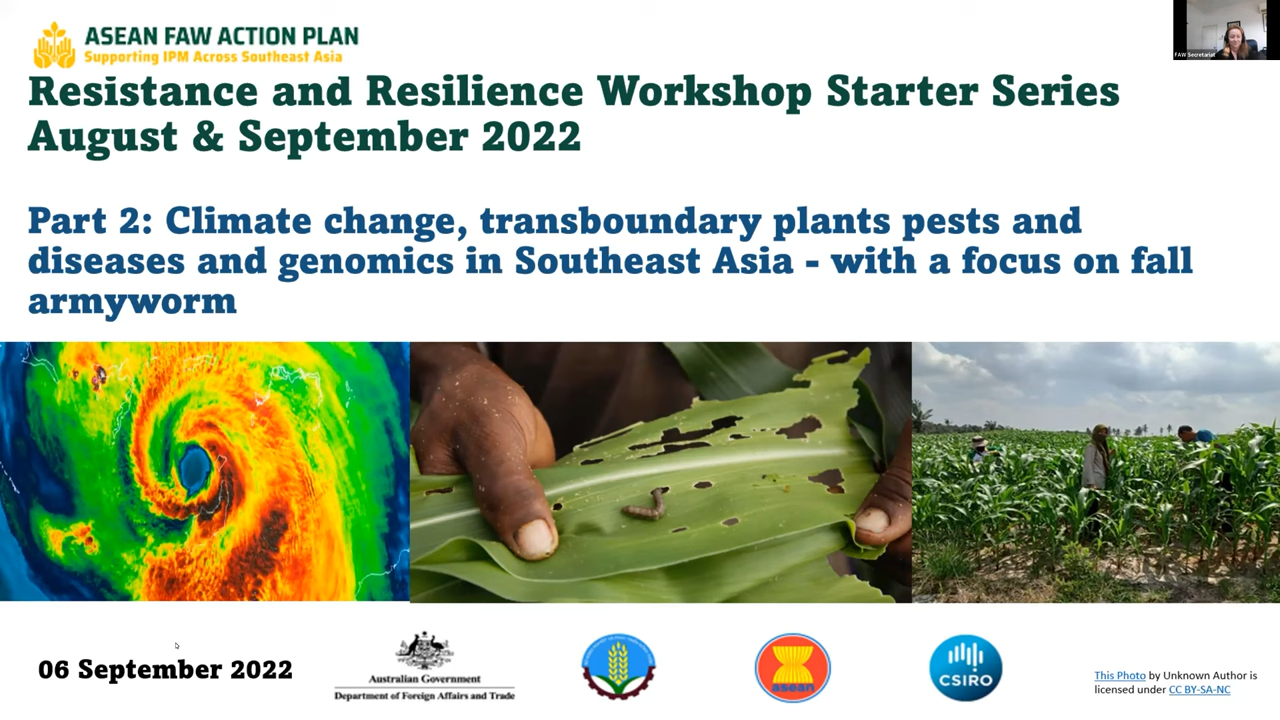 ASEAN FAW ACTION PLAN
Supporting IPM Across Southeast Asia
FAW Secretariat
Resistance and Resilience Workshop Starter Series
August & September 2022
Part 2: Climate change, transboundary plants pests and
diseases and genomics in Southeast Asia - with a focus on fall
armyworm
06 September 2022
Australian Government
Department of Foreign Affairs and Trade
asean
CSIRO
This Photo by Unknown Author is
licensed under CC BY-SA-NC